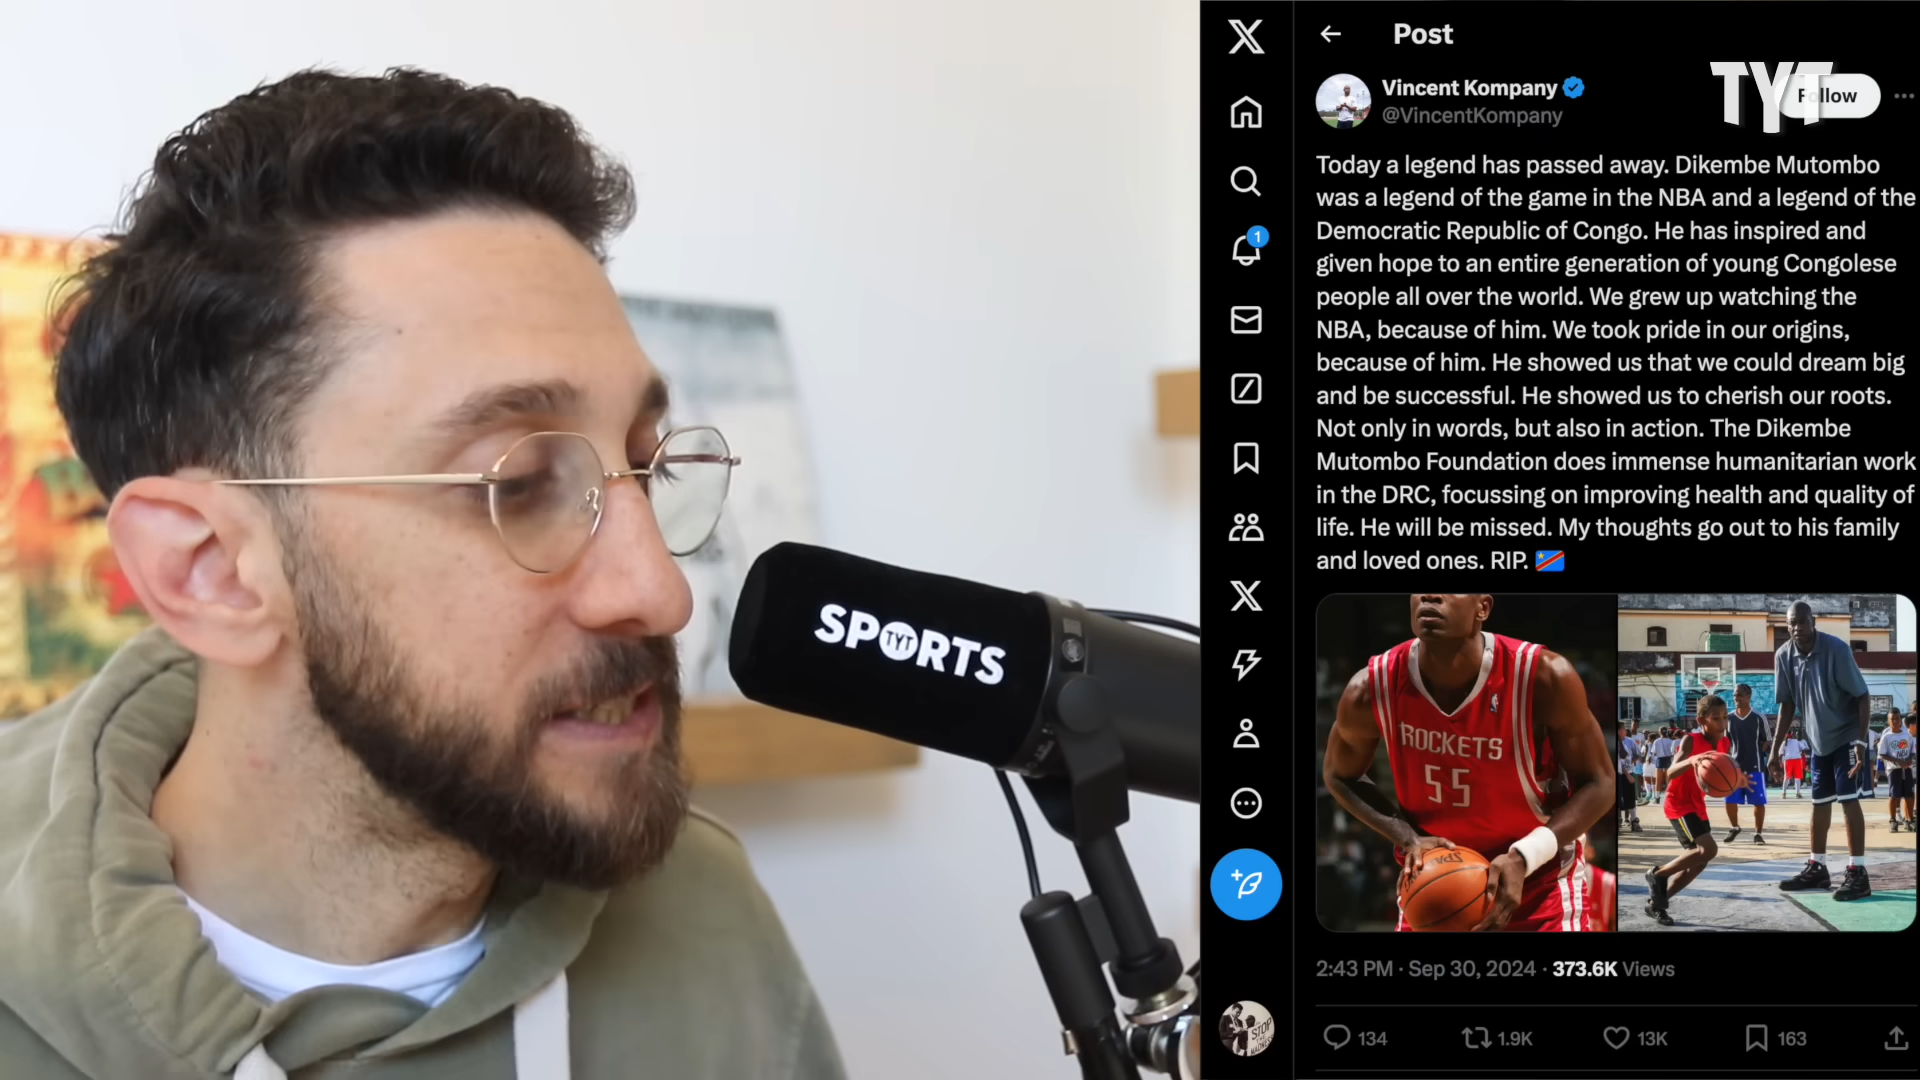 SPORTS
TYT
Post
TYT
Vincent Kompany
Follow
@VincentKompany
Today a legend has passed away. Dikembe Mutombo
was a legend of the game in the NBA and a legend of the
Democratic Republic of Congo. He has inspired and
given hope to an entire generation of young Congolese
people all over the world. We grew up watching the
NBA, because of him. We took pride in our origins,
because of him. He showed us that we could dream big
and be successful. He showed us to cherish our roots.
Not only in words, but also in action. The Dikembe
Mutombo Foundation does immense humanitarian work
in the DRC, focussing on improving health and quality of
life. He will be missed. My thoughts go out to his family
and loved ones. RIP. 🇨🇩
1
ROCKETS
55
2:43 PM · Sep 30, 2024 · 373.6K Views
134
1.9K
13K
163
STOP